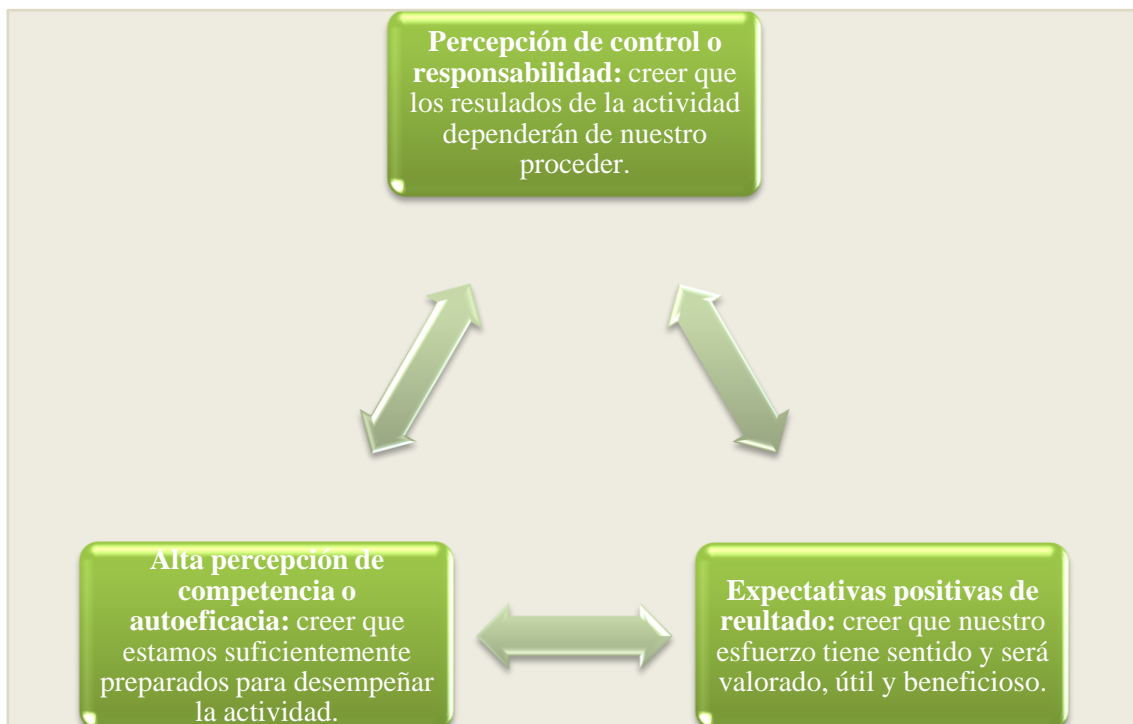 Percepción de control o
responsabilidad: creer que
los resulados de la actividad
dependerán de nuestro
proceder.
Alta percepción de
competencia o
autoeficacia: creer que
estamos suficientemente
preparados para desempeñar
la actividad.
Expectativas positivas de
reultado: creer que nuestro
esfuerzo tiene sentido y será
valorado, útil y beneficioso.